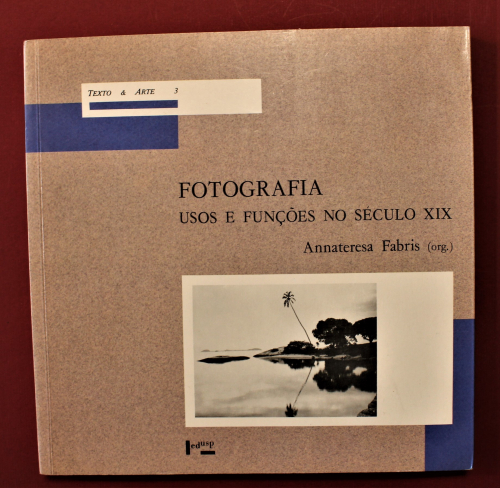 TEXTO & ARTE 3
FOTOGRAFIA
USOS E FUNÇÕES NO SÉCULO XIX
Annateresa Fabris (org.)
edusp